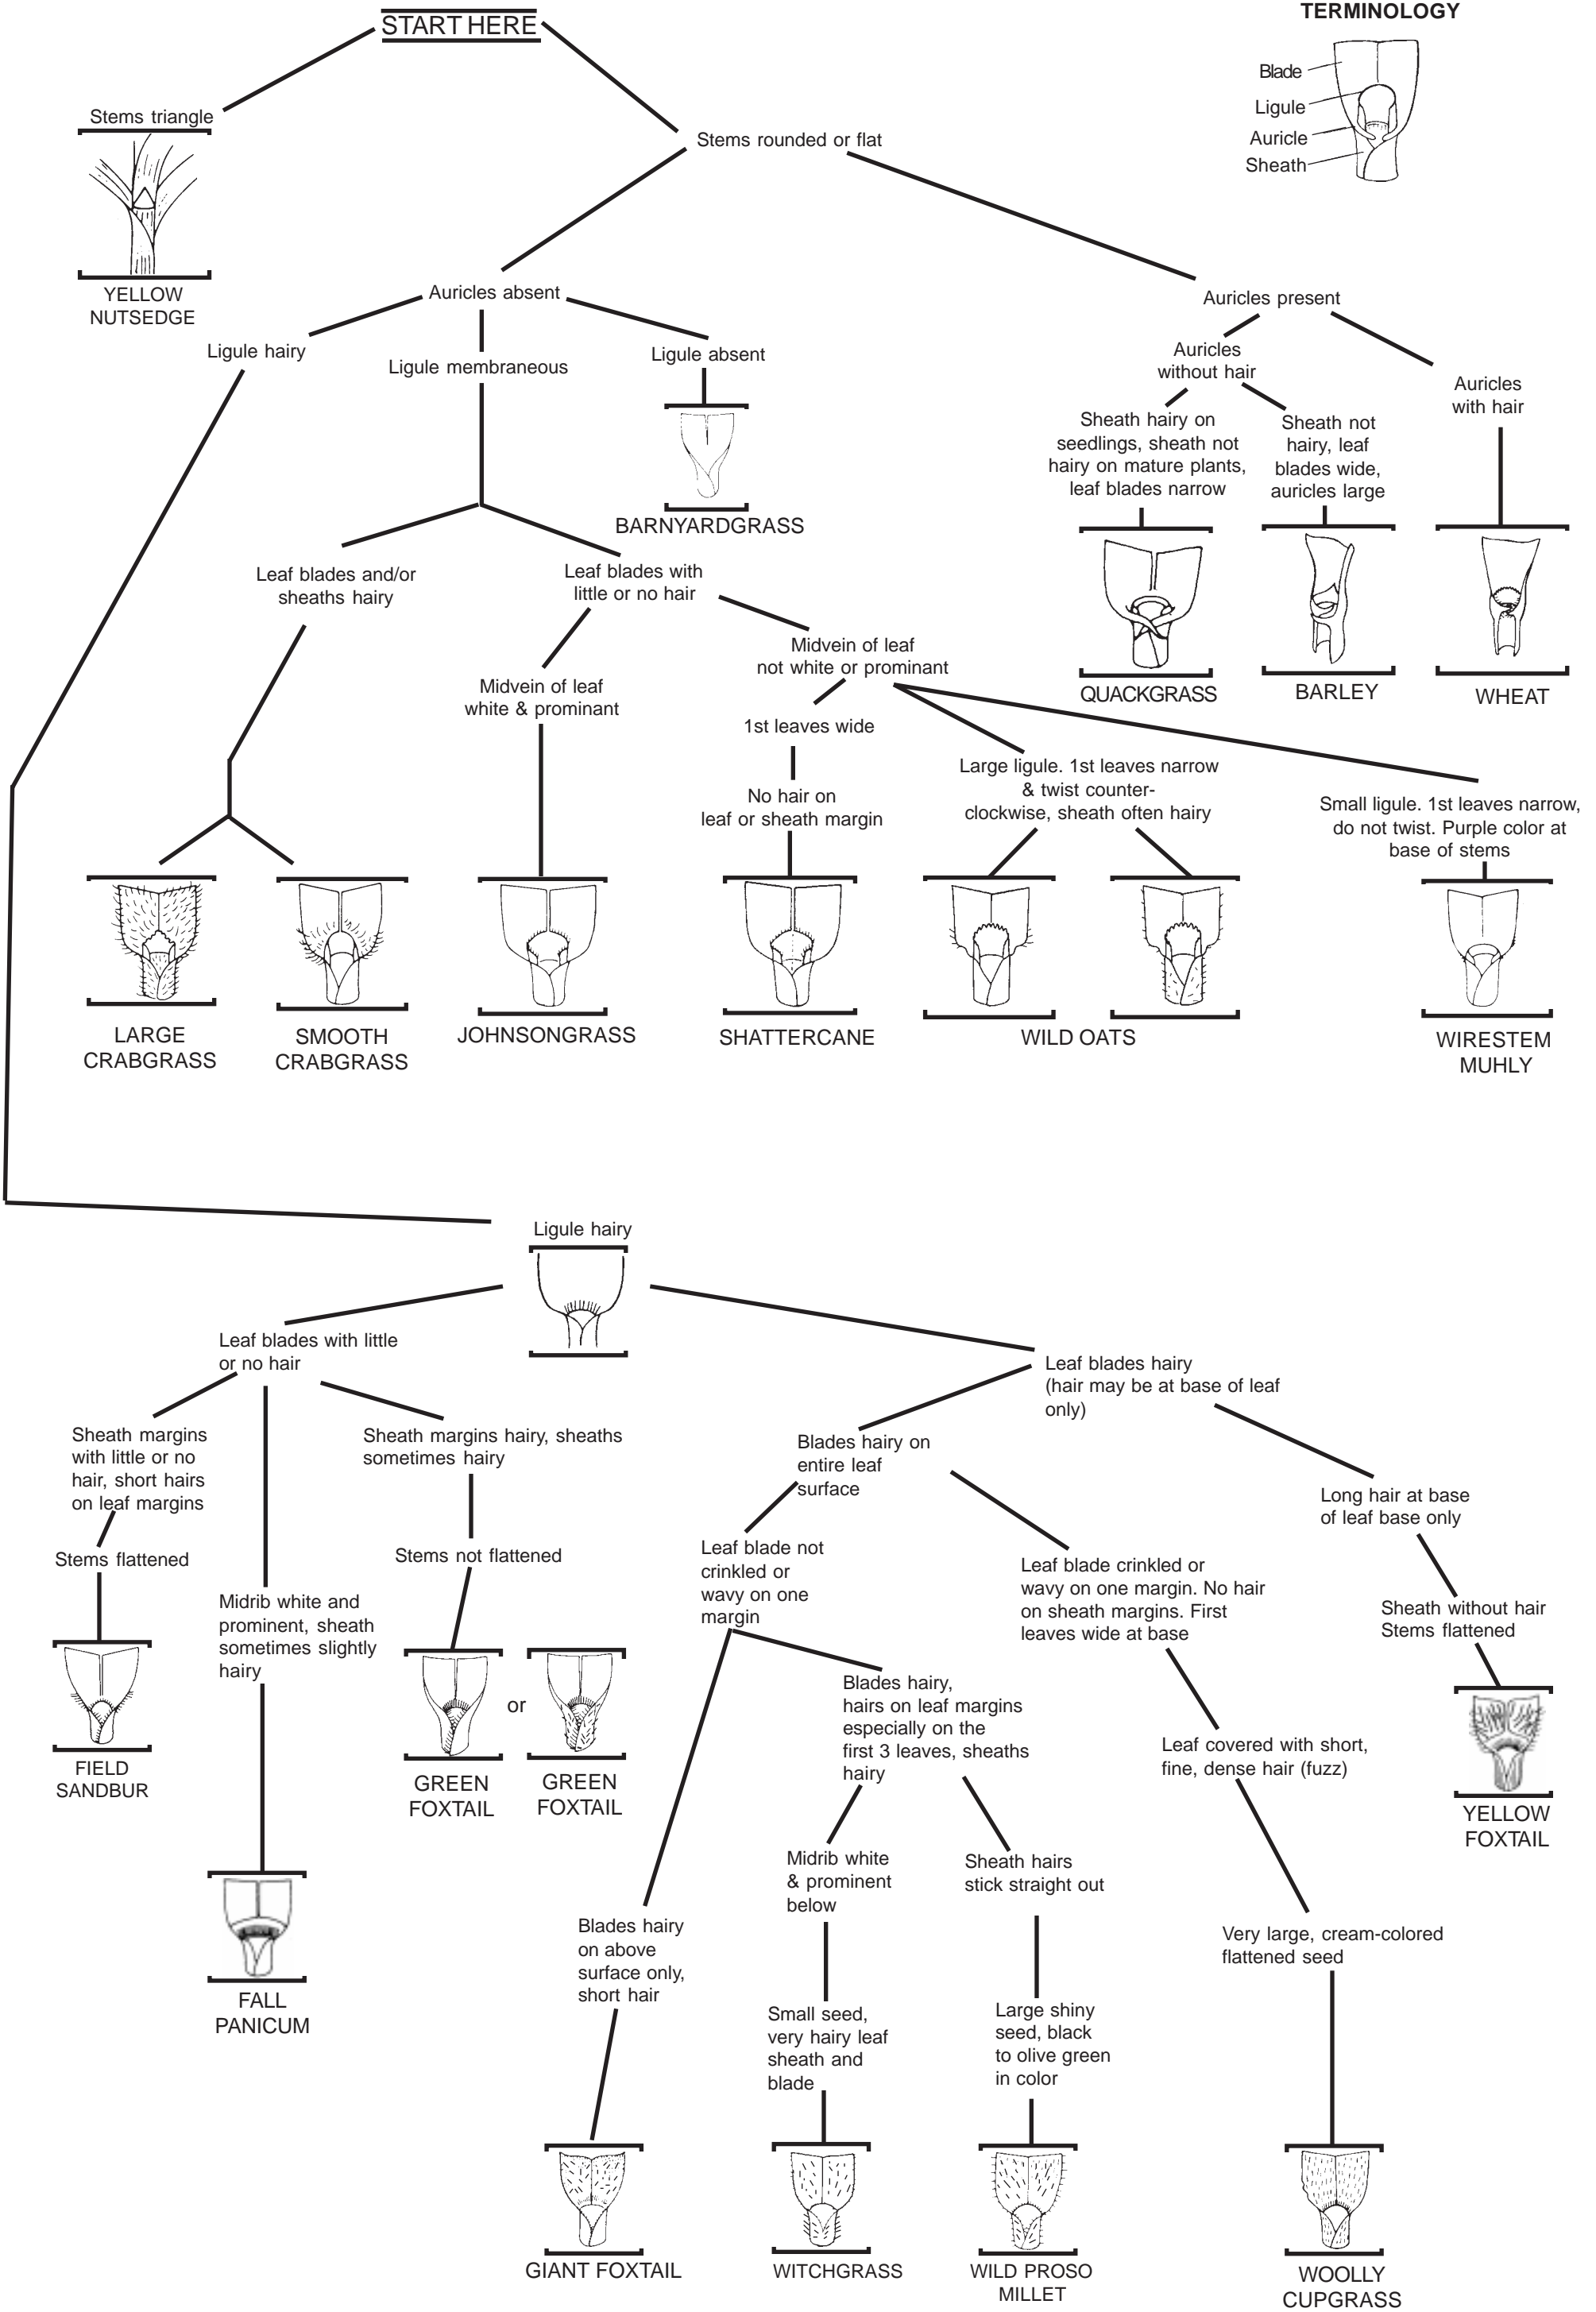 START HERE
TERMINOLOGY
Blade
Ligule
Auricle
Sheath
Stems triangle
YELLOW
NUTSEDGE
Stems rounded or flat
Auricles absent
Auricles present
Ligule hairy
Ligule membraneous
Ligule absent
BARNYARDGRASS
Auricles
without hair
Auricles
with hair
Sheath hairy on
seedlings, sheath not
hairy on mature plants,
leaf blades narrow
Sheath not
hairy, leaf
blades wide,
auricles large
QUACKGRASS
BARLEY
WHEAT
Leaf blades and/or
sheaths hairy
Leaf blades with
little or no hair
Midvein of leaf
white & prominant
Midvein of leaf
not white or prominant
1st leaves wide
No hair on
leaf or sheath margin
Large ligule. 1st leaves narrow
& twist counter-
clockwise, sheath often hairy
Small ligule. 1st leaves narrow,
do not twist. Purple color at
base of stems
LARGE
CRABGRASS
SMOOTH
CRABGRASS
JOHNSONGRASS
SHATTERCANE
WILD OATS
WIRESTEM
MUHLY
Ligule hairy
Leaf blades with little
or no hair
Leaf blades hairy
(hair may be at base of leaf
only)
Sheath margins
with little or no
hair, short hairs
on leaf margins
Stems flattened
FIELD
SANDBUR
Midrib white and
prominent, sheath
sometimes slightly
hairy
FALL
PANICUM
Sheath margins hairy, sheaths
sometimes hairy
Stems not flattened
or
GREEN
FOXTAIL
GREEN
FOXTAIL
Blades hairy on
entire leaf
surface
Long hair at base
of leaf base only
Leaf blade not
crinkled or
wavy on one
margin
Leaf blade crinkled or
wavy on one margin. No hair
on sheath margins. First
leaves wide at base
Sheath without hair
Stems flattened
YELLOW
FOXTAIL
Blades hairy,
hairs on leaf margins
especially on the
first 3 leaves, sheaths
hairy
Leaf covered with short,
fine, dense hair (fuzz)
Midrib white
& prominent
below
Sheath hairs
stick straight out
Blades hairy
on above
surface only,
short hair
Very large, cream-colored
flattened seed
Small seed,
very hairy leaf
sheath and
blade
Large shiny
seed, black
to olive green
in color
GIANT FOXTAIL
WITCHGRASS
WILD PROSO
MILLET
WOOLLY
CUPGRASS